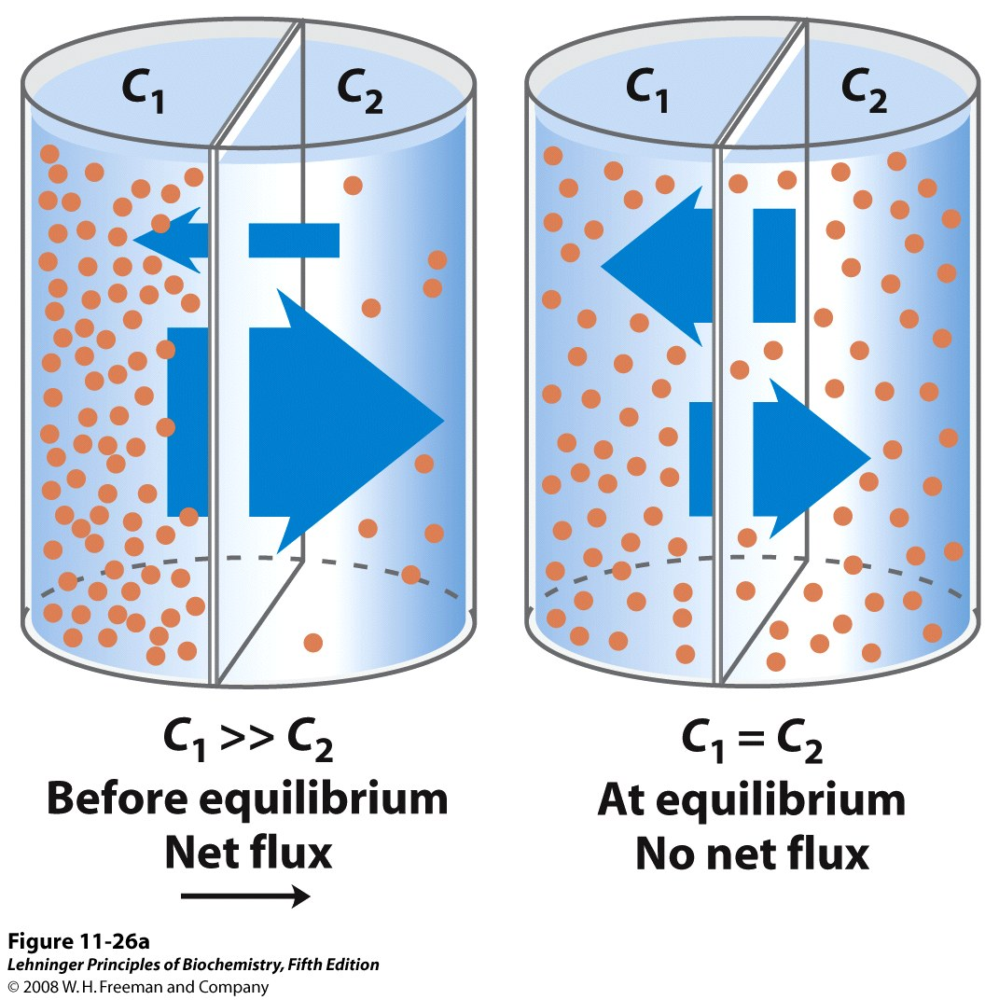 C₁ C₂ C₁ C₂
C₁ >> C₂
Before equilibrium
Net flux
C₁ = C₂
At equilibrium
No net flux
Figure 11-26a
Lehninger Principles of Biochemistry, Fifth Edition
© 2008 W. H. Freeman and Company